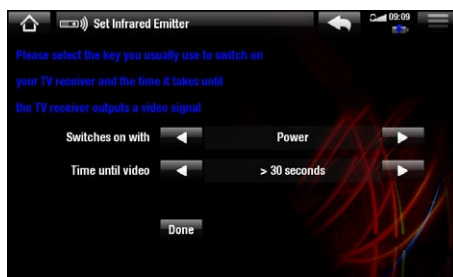 Set Infrared Emitter
09:09
Please select the key you usually use to switch on
your TV receiver and the time it takes until
the TV receiver outputs a video signal
Switches on with
Power
Time until video
> 30 seconds
Done